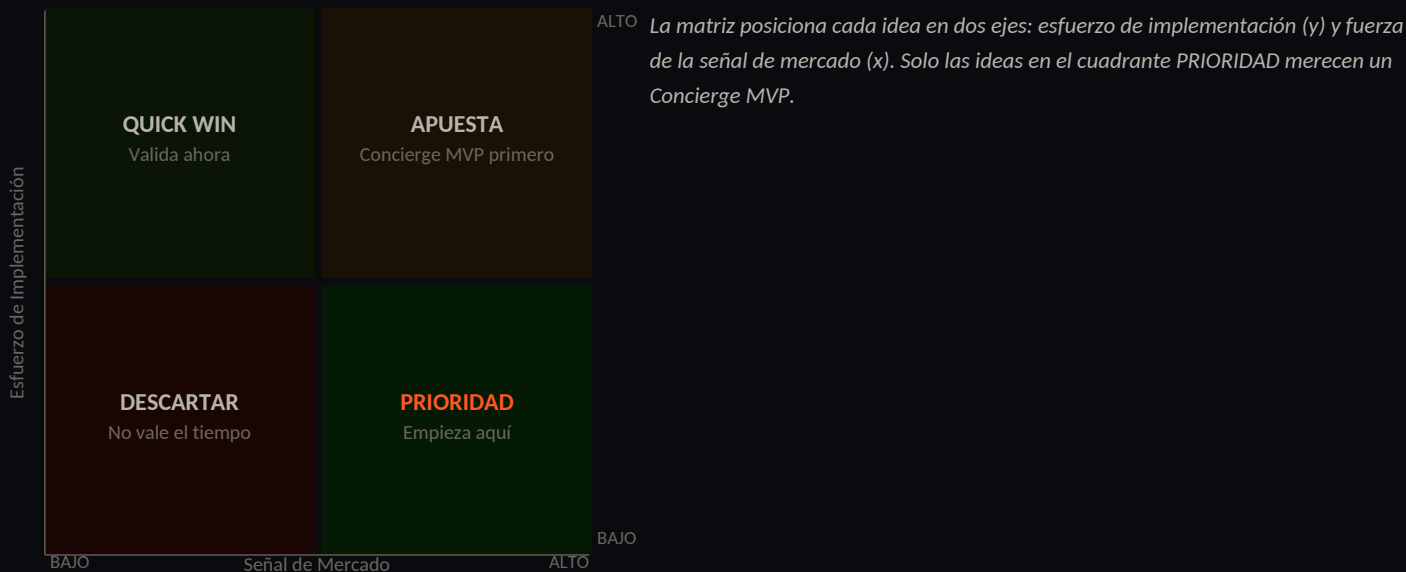 ALTO
La matriz posiciona cada idea en dos ejes: esfuerzo de implementación (y) y fuerza
de la señal de mercado (x). Solo las ideas en el cuadrante PRIORIDAD merecen un
Concierge MVP.
QUICK WIN
Valida ahora
APUESTA
Concierge MVP primero
Esfuerzo de Implementación
DESCARTAR
No vale el tiempo
PRIORIDAD
Empieza aquí
BAJO
BAJO
Señal de Mercado
ALTO